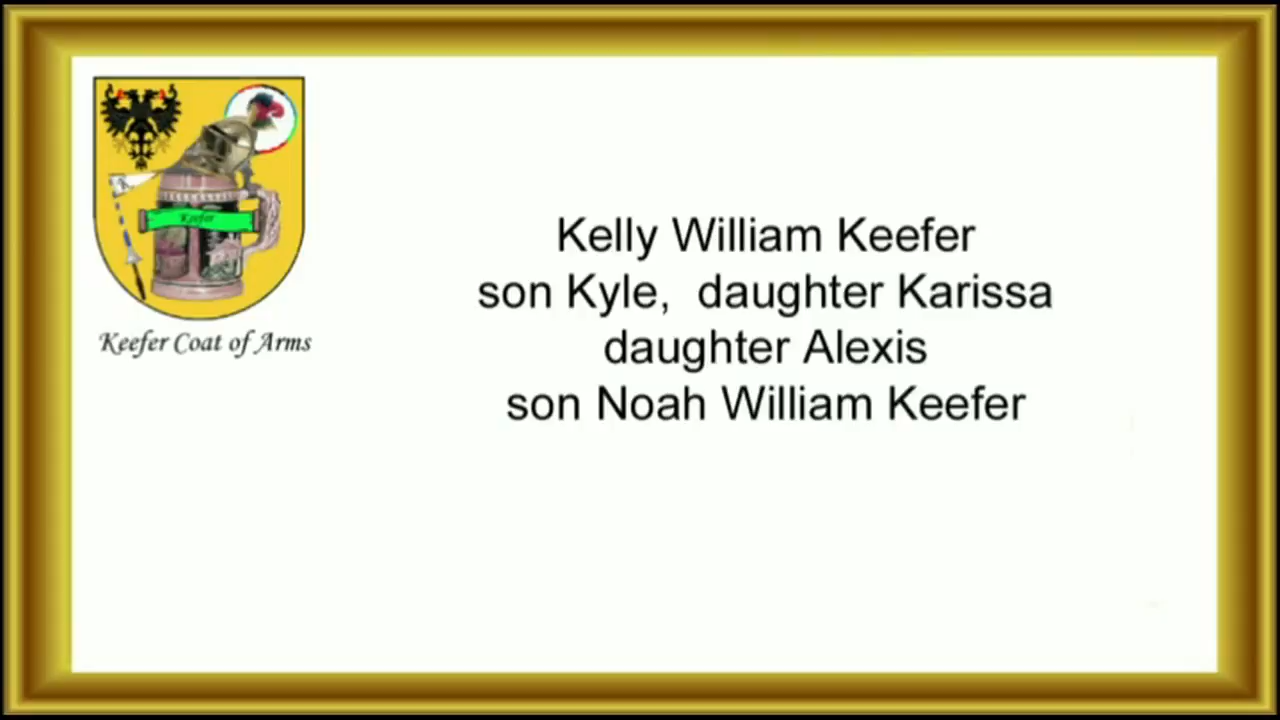 Keefer
Keefer Coat of Arms
Kelly William Keefer
son Kyle,  daughter Karissa
daughter Alexis
son Noah William Keefer